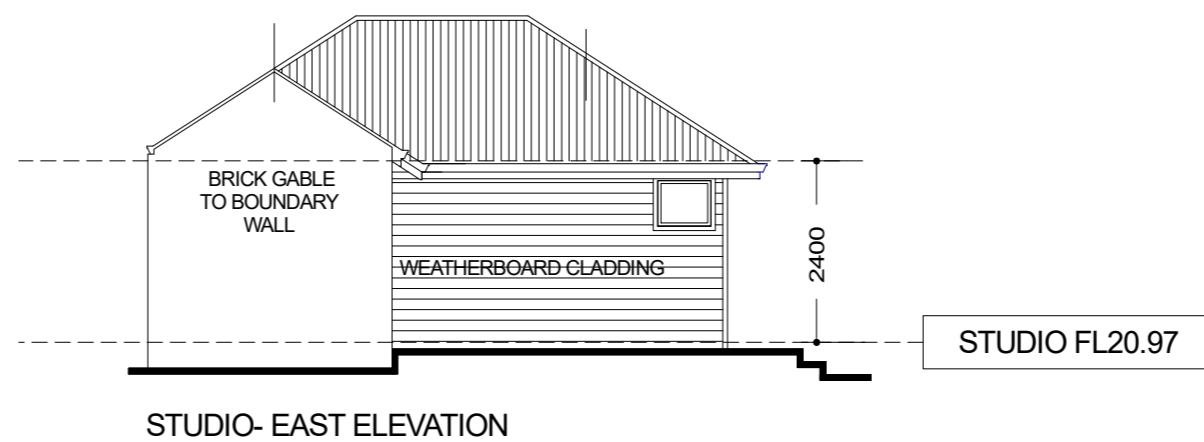 BRICK GABLE
TO BOUNDARY
WALL
WEATHERBOARD CLADDING
2400
STUDIO FL20.97
STUDIO- EAST ELEVATION